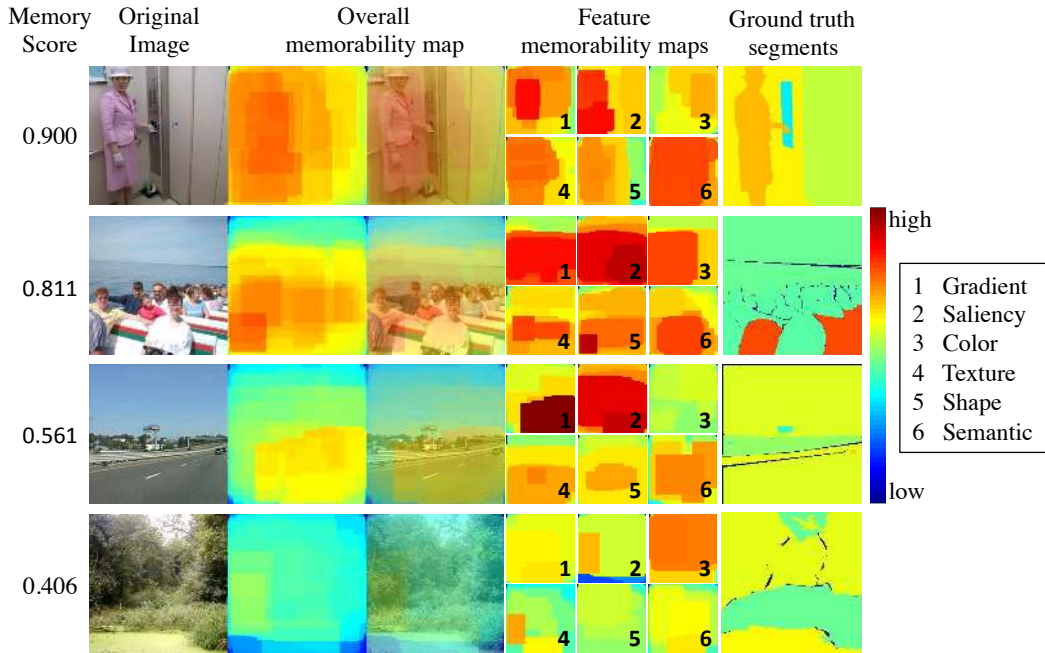 Memory Score
Original Image
Overall memorability map
Feature memorability maps
Ground truth segments
0.900
1 2 3
4 5 6
0.811
1 2 3
4 5 6
0.561
1 2 3
4 5 6
0.406
1 2 3
4 5 6
high
low
1 Gradient
2 Saliency
3 Color
4 Texture
5 Shape
6 Semantic